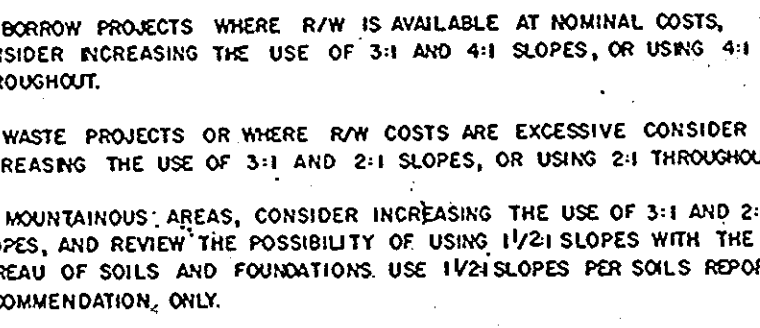 BORROW PROJECTS WHERE R/W IS AVAILABLE AT NOMINAL COSTS,
NSIDER INCREASING THE USE OF 3:1 AND 4:1 SLOPES, OR USING 4:1
ROUGHOUT.
WASTE PROJECTS OR WHERE R/W COSTS ARE EXCESSIVE CONSIDER
REASING THE USE OF 3:1 AND 2:1 SLOPES, OR USING 2:1 THROUGHOU
MOUNTAINOUS AREAS, CONSIDER INCREASING THE USE OF 3:1 AND 2:
OPES, AND REVIEW THE POSSIBILITY OF USING 1 1/2:1 SLOPES WITH THE
REAU OF SOILS AND FOUNDATIONS. USE 1 1/2:1 SLOPES PER SOILS REPOR
COMMENDATION, ONLY.